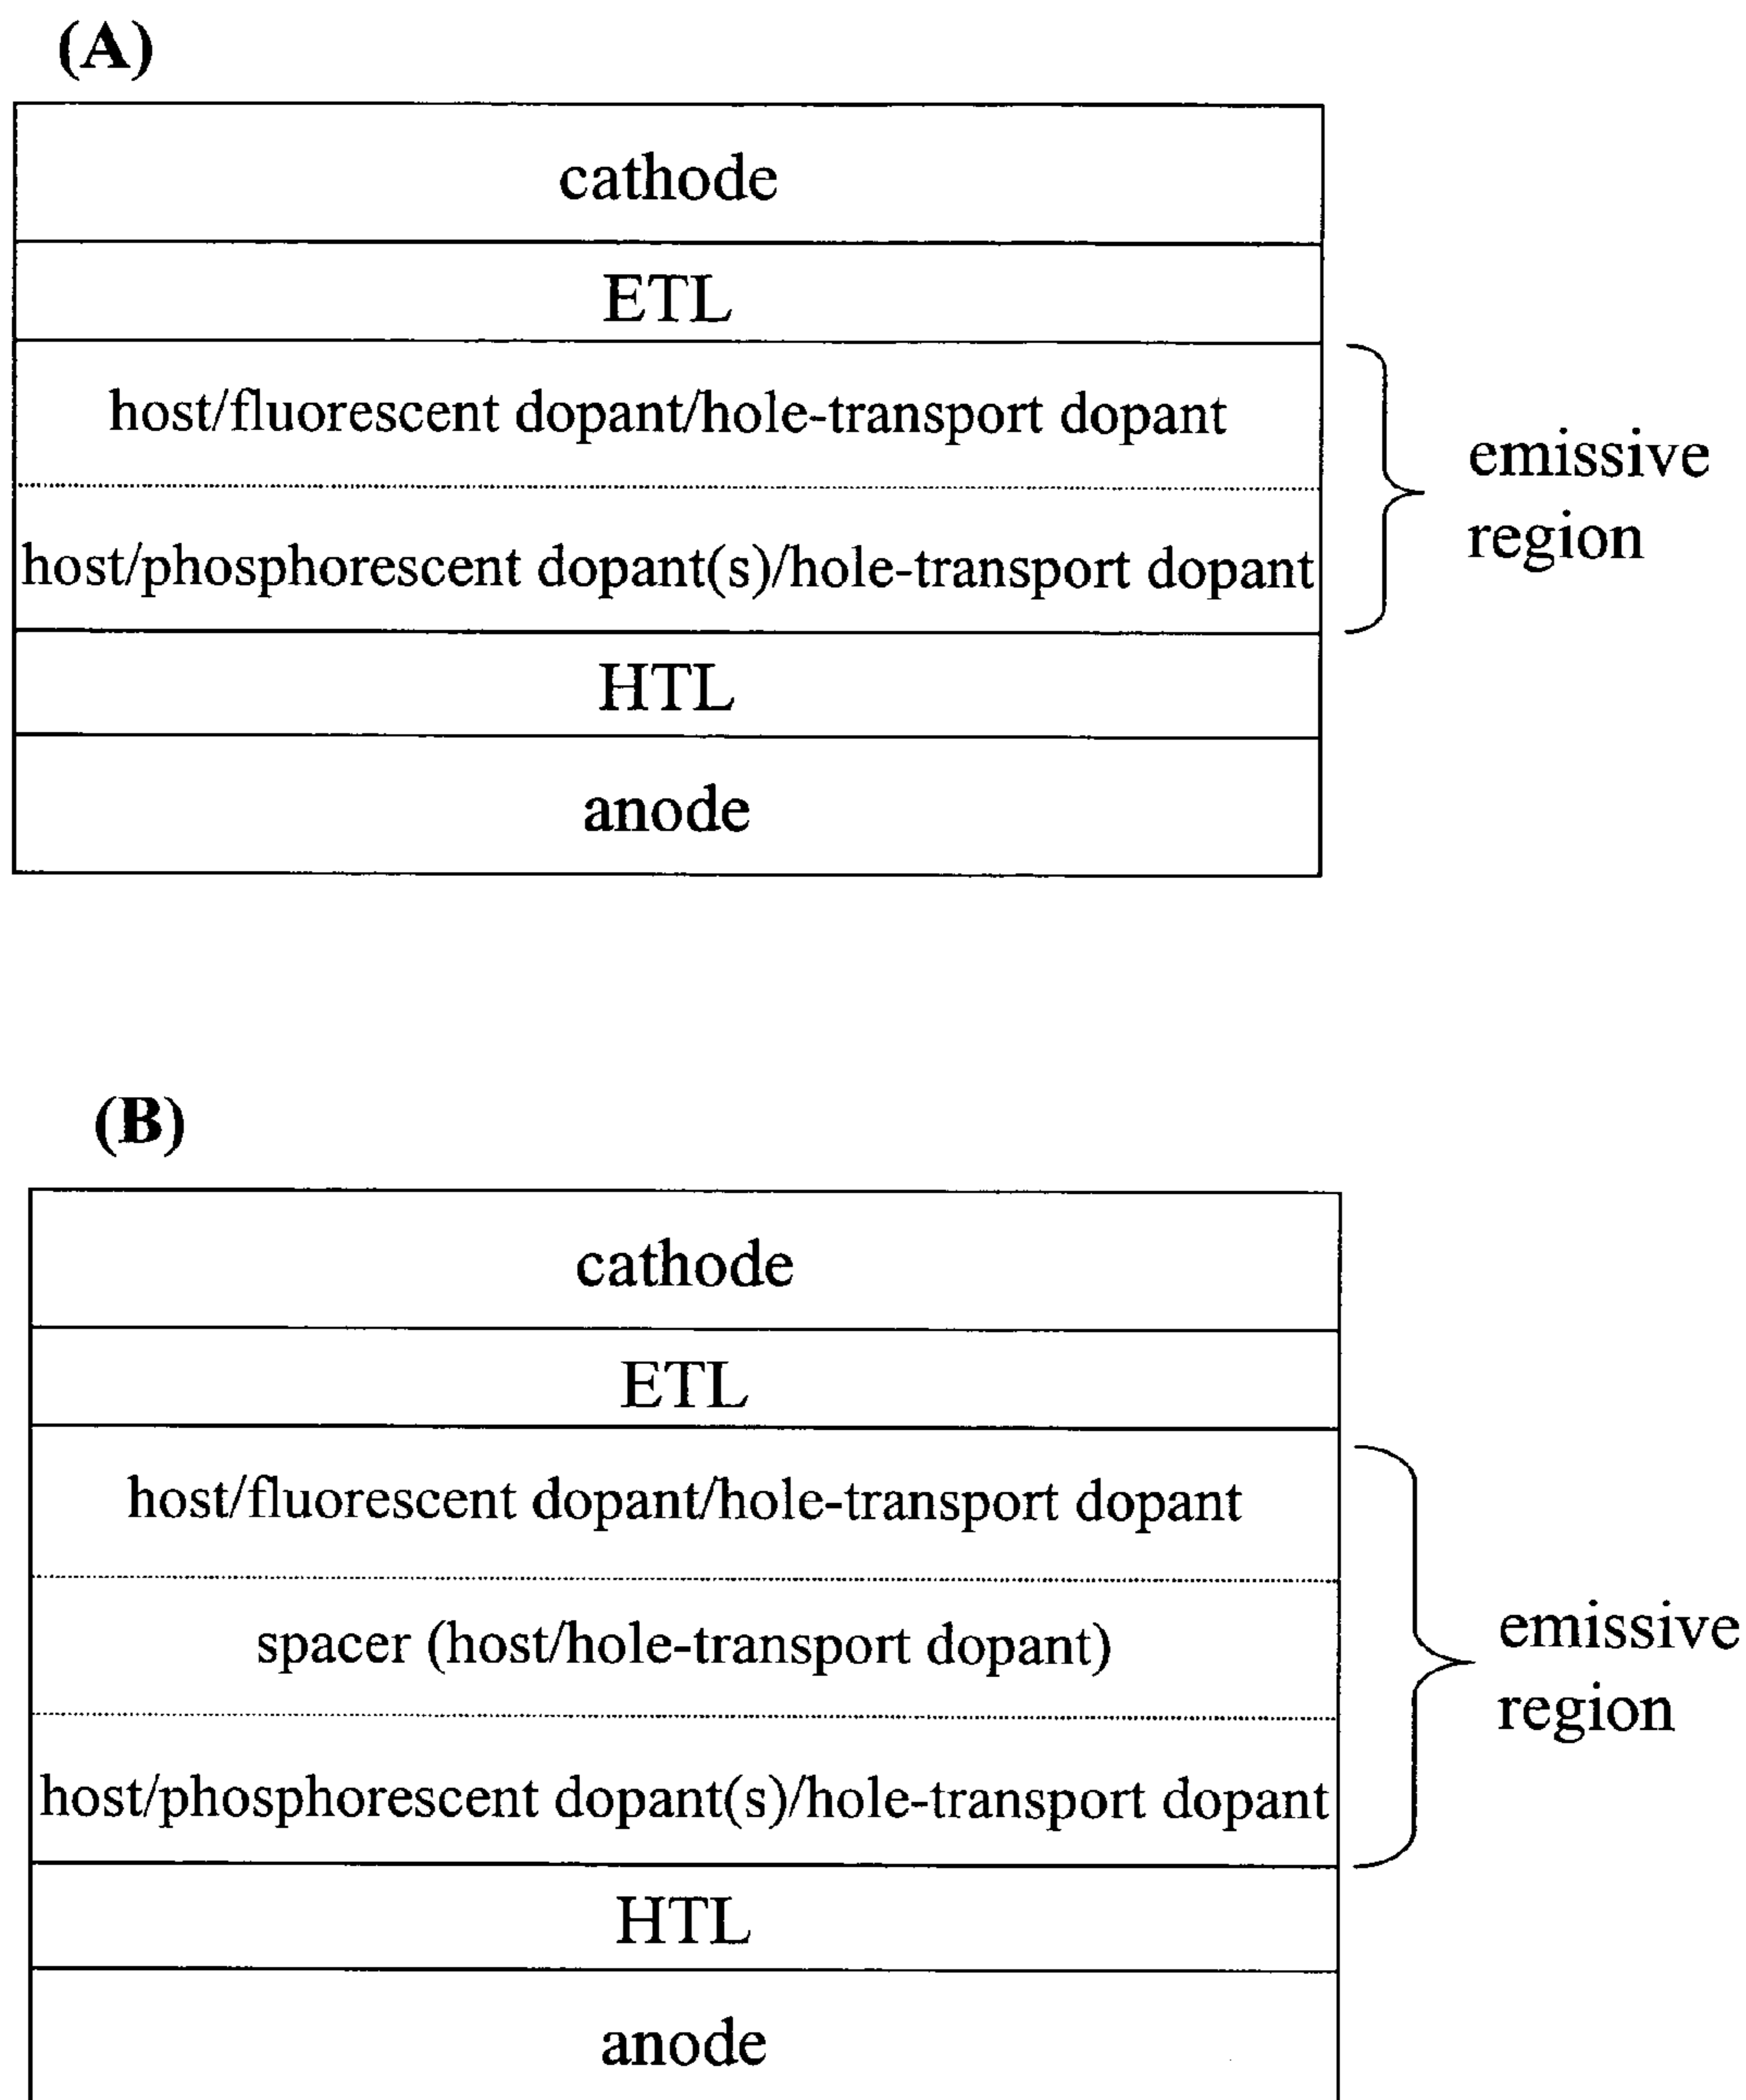 (A)
cathode
ETL
host/fluorescent dopant/hole-transport dopant
host/phosphorescent dopant(s)/hole-transport dopant
emissive
region
HTL
anode
(B)
cathode
ETL
host/fluorescent dopant/hole-transport dopant
spacer (host/hole-transport dopant)
host/phosphorescent dopant(s)/hole-transport dopant
emissive
region
HTL
anode